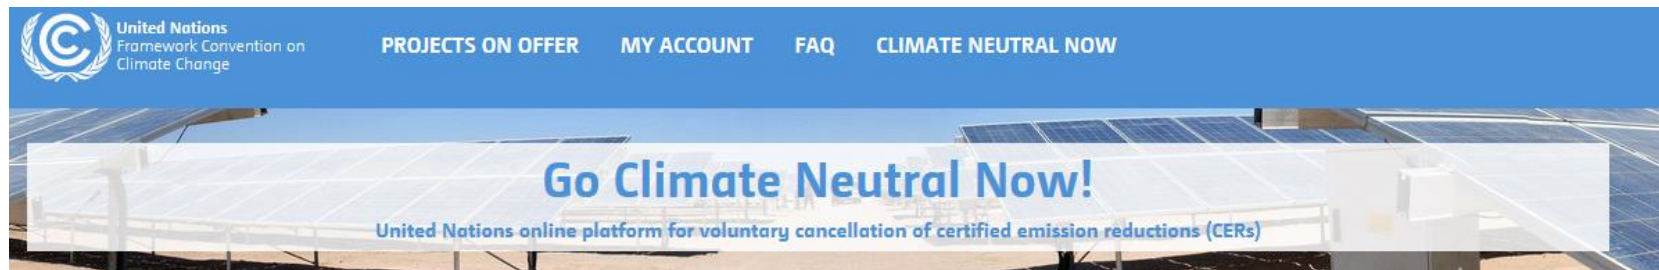 United Nations
Framework Convention on
Climate Change
PROJECTS ON OFFER MY ACCOUNT FAQ CLIMATE NEUTRAL NOW
Go Climate Neutral Now!
United Nations online platform for voluntary cancellation of certified emission reductions (CERs)